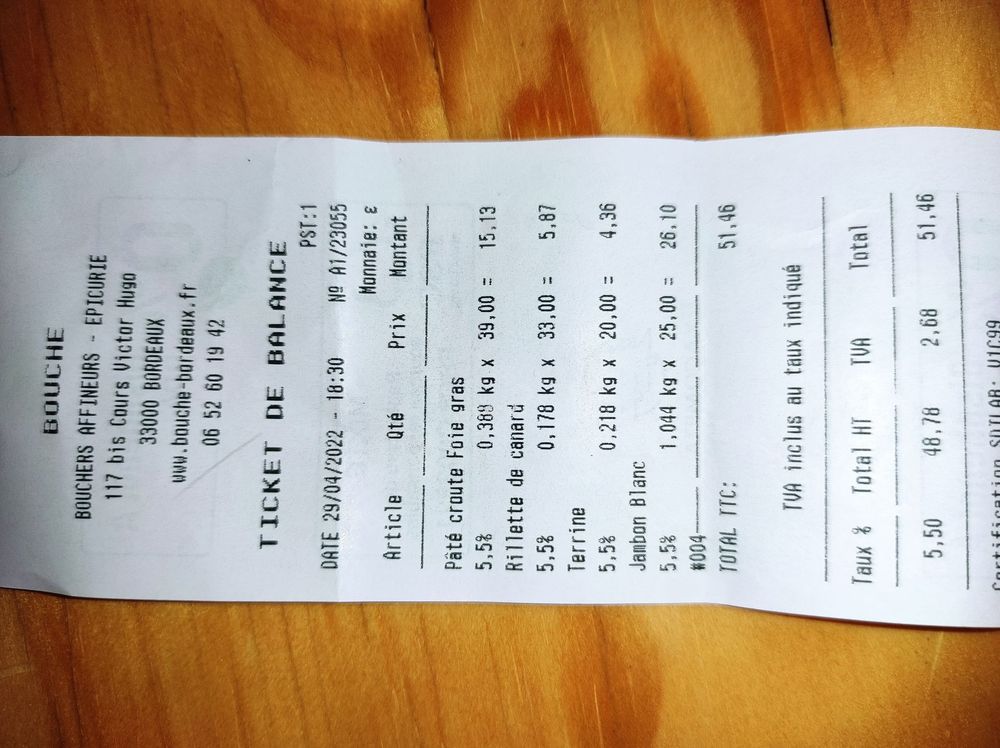 BOUCHE
BOUCHERS AFFINEURS - EPICURIE
117 bis Cours Victor Hugo
33000 BORDEAUX
www.bouche-bordeaux.fr
06 52 60 19 42
TICKET DE BALANCE
PST:1
DATE 29/04/2022 - 18:30 Nº A1/23055
Monnaie: €
Article Qté Prix Montant
Pâté croute Foie gras
5,5% 0,388 kg x 39,00 = 15,13
Rillette de canard
5,5% 0,178 kg x 33,00 = 5,87
Terrine
5,5% 0,218 kg x 20,00 = 4,36
Jambon Blanc
5,5% 1,044 kg x 25,00 = 26,10
#004
TOTAL TTC: 51,46
TVA inclus au taux indiqué
Taux % Total HT TVA Total
5,50 48,78 2,68 51,46
Certification SUTLAB: V1C99